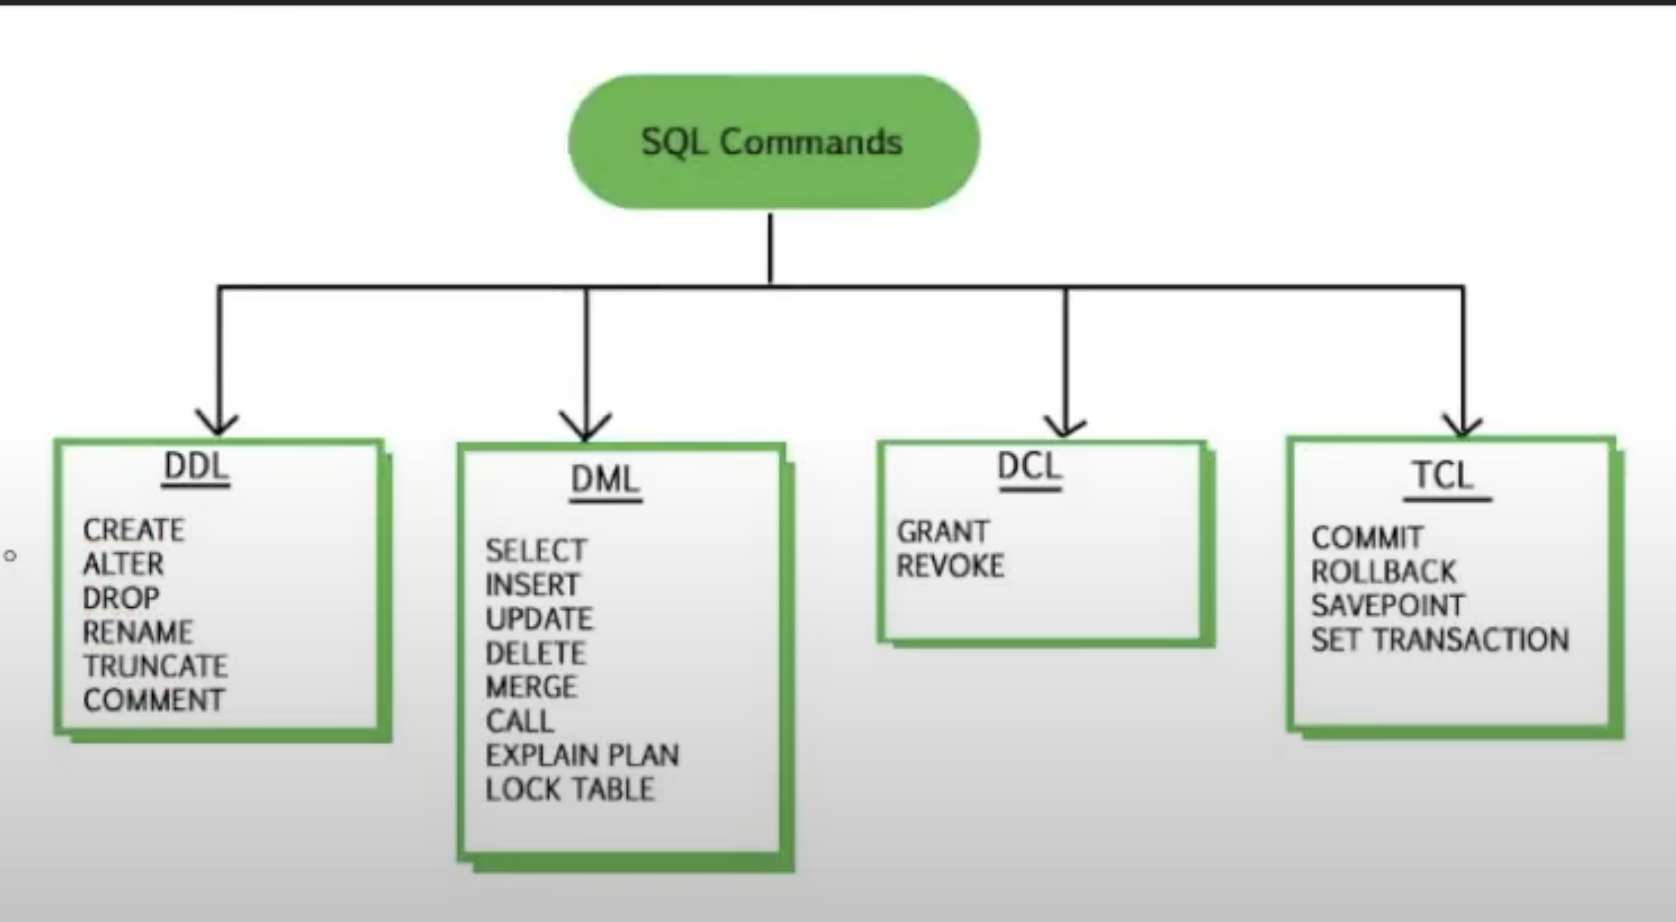 SQL Commands
DDL
CREATE
ALTER
DROP
RENAME
TRUNCATE
COMMENT
DML
SELECT
INSERT
UPDATE
DELETE
MERGE
CALL
EXPLAIN PLAN
LOCK TABLE
DCL
GRANT
REVOKE
TCL
COMMIT
ROLLBACK
SAVEPOINT
SET TRANSACTION